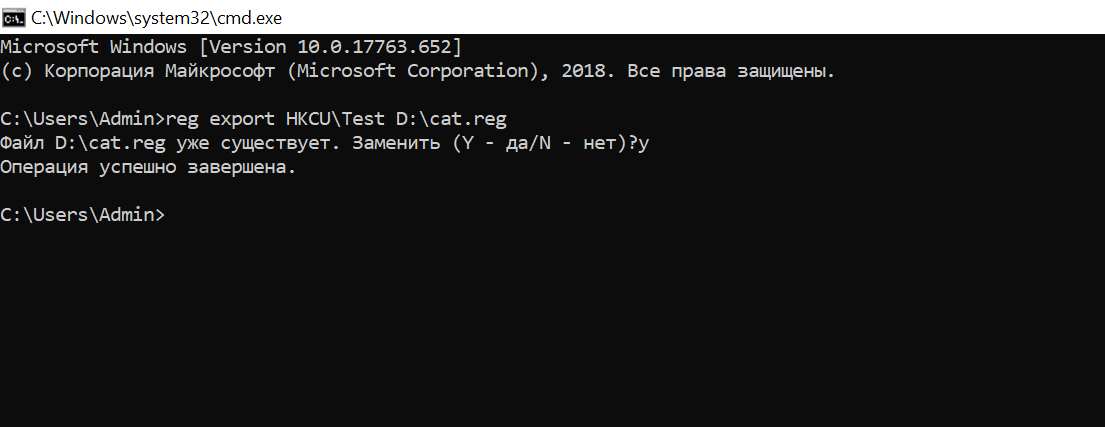 C:\Windows\system32\cmd.exe
Microsoft Windows [Version 10.0.17763.652]
(c) Корпорация Майкрософт (Microsoft Corporation), 2018. Все права защищены.
C:\Users\Admin>reg export HKCU\Test D:\cat.reg
Файл D:\cat.reg уже существует. Заменить (Y - да/N - нет)?y
Операция успешно завершена.
C:\Users\Admin>